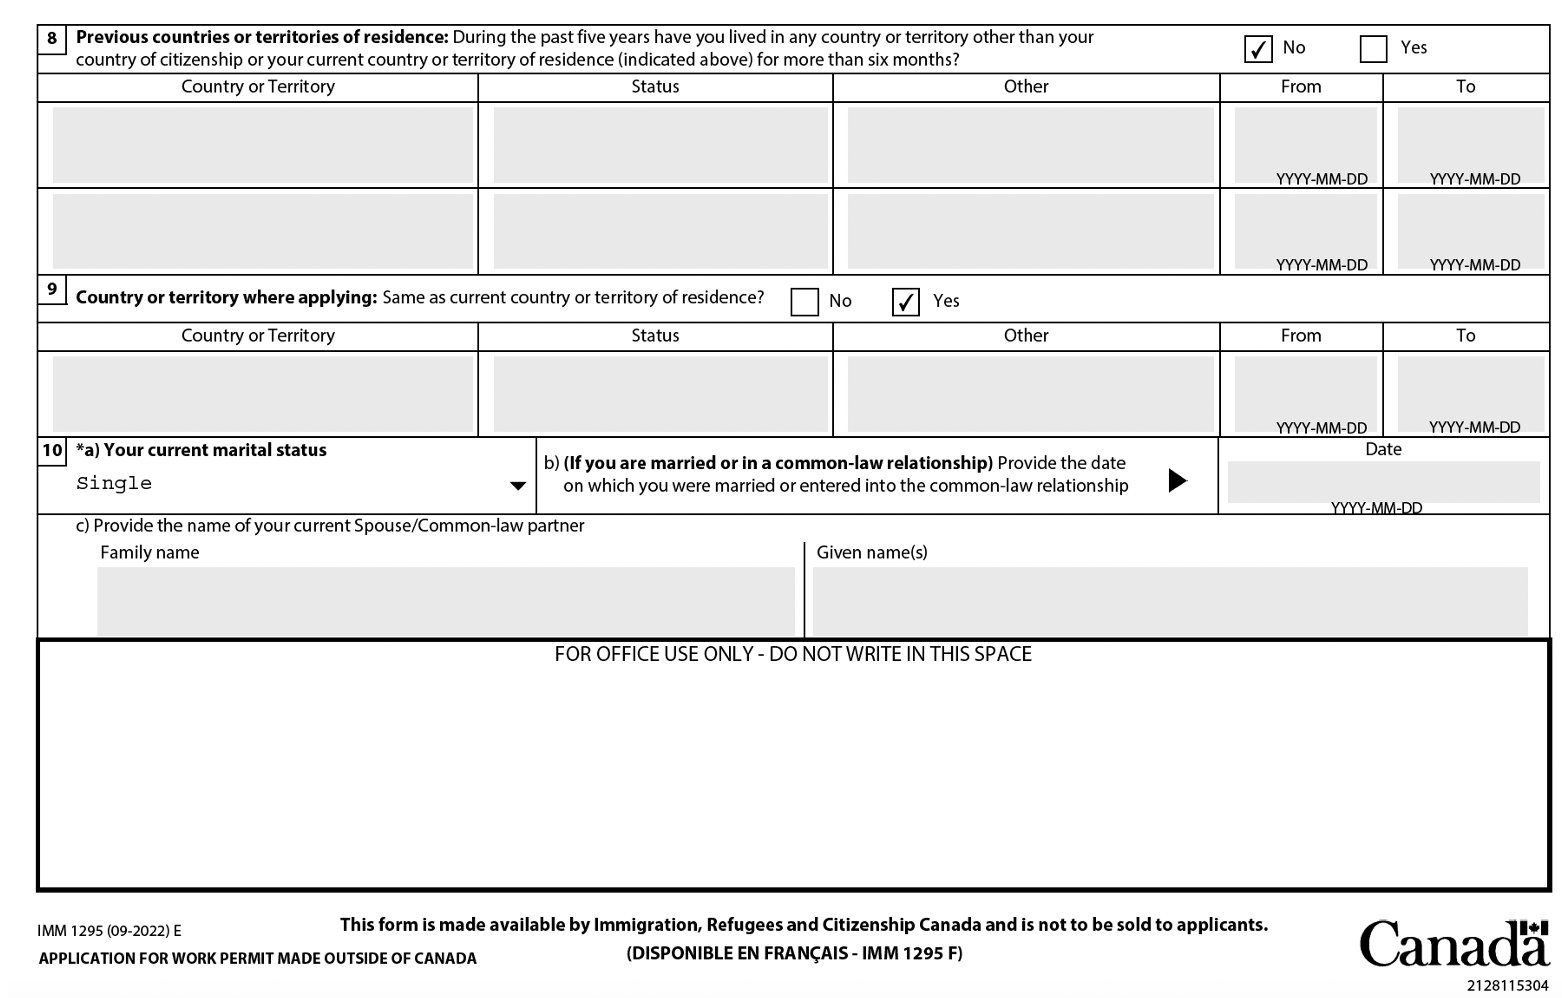 8 Previous countries or territories of residence: During the past five years have you lived in any country or territory other than your
country of citizenship or your current country or territory of residence (indicated above) for more than six months?
✓ No Yes
Country or Territory Status Other From To
YYYY-MM-DD YYYY-MM-DD
YYYY-MM-DD YYYY-MM-DD
9 Country or territory where applying: Same as current country or territory of residence? No ✓ Yes
Country or Territory Status Other From To
YYYY-MM-DD YYYY-MM-DD
10 *a) Your current marital status
Single
b) (If you are married or in a common-law relationship) Provide the date
on which you were married or entered into the common-law relationship
Date
YYYY-MM-DD
c) Provide the name of your current Spouse/Common-law partner
Family name Given name(s)
FOR OFFICE USE ONLY - DO NOT WRITE IN THIS SPACE
IMM 1295 (09-2022) E
APPLICATION FOR WORK PERMIT MADE OUTSIDE OF CANADA
This form is made available by Immigration, Refugees and Citizenship Canada and is not to be sold to applicants.
(DISPONIBLE EN FRANÇAIS - IMM 1295 F)
Canada
2128115304